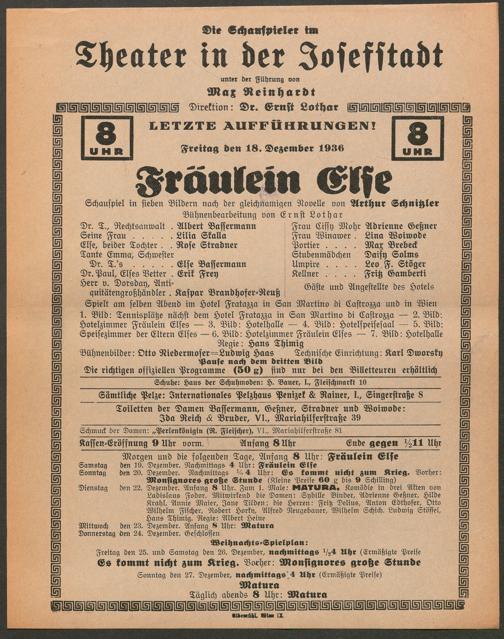 Die Schauspieler im
Theater in der Josefstadt
unter der Führung von
Max Reinhardt
Direktion: Dr. Ernst Lothar
8 UHR
LETZTE AUFFÜHRUNGEN!
8 UHR
Freitag den 18. Dezember 1936
Fräulein Else
Schauspiel in sieben Bildern nach der gleichnamigen Novelle von Arthur Schnitzler
Bühnenbearbeitung von Ernst Lothar
Dr. T., Rechtsanwalt . Albert Bassermann
Seine Frau . . . . . Lilia Skalla
Else, beider Tochter . . Rose Stradner
Tante Emma, Schwester
Dr. T.'s . . . . Else Bassermann
Dr. Paul, Elses Vetter . Erik Frey
Herr v. Dorsday, Anti-
quitätengroßhändler . Kaspar Brandhofer-Reuß
Frau Cissy Mohr . Adrienne Geßner
Frau Winawer . Lina Woiwode
Portier . . . . Max Brebeck
Stubenmädchen . Daisy Solms
Umpire . . . . Leo F. Stöger
Kellner . . . . Fritz Gamberti
Gäste und Angestellte des Hotels
Spielt am selben Abend im Hotel Fratazza in San Martino di Castrozza und in Wien
1. Bild: Tennisplätze nächst dem Hotel Fratazza in San Martino di Castrozza — 2. Bild:
Hotelzimmer Fräulein Elses — 3. Bild: Hotelhalle — 4. Bild: Hotelspeisesaal — 5. Bild:
Speisezimmer der Eltern Elses — 6. Bild: Hotelzimmer Fräulein Elses — 7. Bild: Hotelhalle
Regie: Hans Thimig
Bühnenbilder: Otto Niedermoser=Ludwig Haas Technische Einrichtung: Karl Dworsky
Pause nach dem dritten Bild
Die richtigen offiziellen Programme (50 g) sind nur bei den Billetteuren erhältlich
Schuhe: Haus der Schuhmoden: H. Bauer, I., Fleischmarkt 10
Sämtliche Pelze: Internationales Pelzhaus Penizek & Rainer, I., Singerstraße 8
Toiletten der Damen Bassermann, Geßner, Stradner und Woiwode:
Ida Reich & Bruder, VI., Mariahilferstraße 39
Schmuck der Damen: „Perlenkönigin (R. Fleischer), VI., Mariahilferstraße 81
Kassen-Eröffnung 9 Uhr vorm. Anfang 8 Uhr Ende gegen ½11 Uhr
Morgen und die folgenden Tage, Anfang 8 Uhr: Fräulein Else
Samstag den 19. Dezember, Nachmittags 4 Uhr: Fräulein Else
Sonntag den 20. Dezember, Nachmittags ¼4 Uhr: Es kommt nicht zum Krieg. Vorher:
Monsignores große Stunde (Kleine Preise 60 g bis 9 Schilling)
Dienstag den 22. Dezember, Anfang 8 Uhr. Zum 1. Male: MATURA. Komödie in drei Akten von
Ladislaus Fodor. Mitwirkend die Damen: Sybille Binder, Adrienne Geßner, Hilde
Krahl, Annie Maier, Jane Tilden; die Herren: Fritz Delius, Anton Edthofer, Otto
Wilhelm Fischer, Robert Horky, Alfred Neugebauer, Wilhelm Schich, Ludwig Stössel,
Hans Thimig. Regie: Albert Heine
Mittwoch den 23. Dezember, Anfang 8 Uhr: Matura
Donnerstag den 24. Dezember. Geschlossen
Weihnachts-Spielplan:
Freitag den 25. und Samstag den 26. Dezember, nachmittags ¼4 Uhr (Ermäßigte Preise
Es kommt nicht zum Krieg. Vorher: Monsignores große Stunde
Sonntag den 27. Dezember, nachmittags 4 Uhr (Ermäßigte Preise)
Matura
Täglich abends 8 Uhr: Matura
Elbemühl, Wien IX.